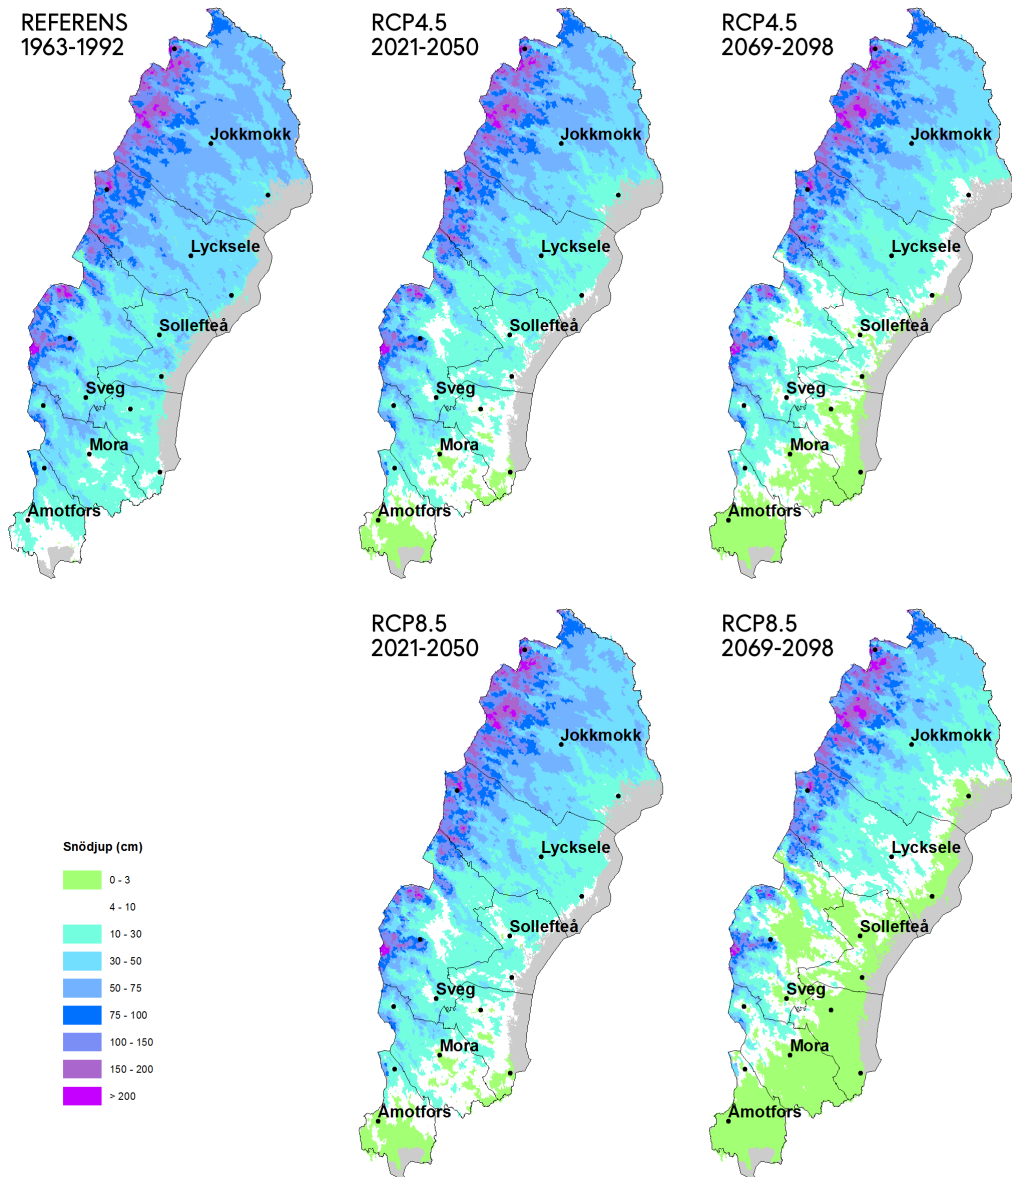 REFERENS
1963-1992
RCP4.5
2021-2050
RCP4.5
2069-2098
Jokkmokk
Jokkmokk
Jokkmokk
Lycksele
Lycksele
Lycksele
Sollefteå
Sollefteå
Sollefteå
Sveg
Sveg
Sveg
Mora
Mora
Mora
Åmotfors
Åmotfors
Åmotfors
RCP8.5
2021-2050
RCP8.5
2069-2098
Jokkmokk
Jokkmokk
Lycksele
Lycksele
Sollefteå
Sollefteå
Sveg
Sveg
Mora
Mora
Åmotfors
Åmotfors
Snödjup (cm)
0 - 3
4 - 10
10 - 30
30 - 50
50 - 75
75 - 100
100 - 150
150 - 200
> 200